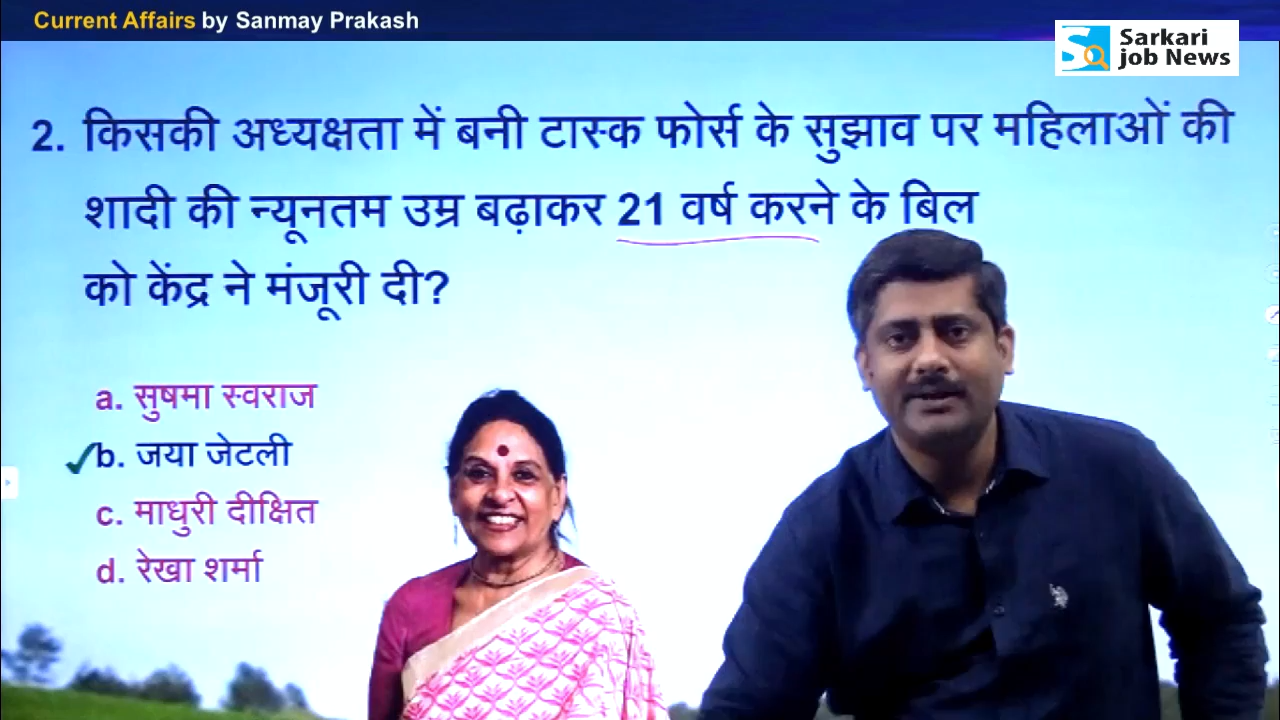 Current Affairs by Sanmay Prakash
Sarkari
Job News
2. किसकी अध्यक्षता में बनी टास्क फोर्स के सुझाव पर महिलाओं की
शादी की न्यूनतम उम्र बढ़ाकर 21 वर्ष करने के बिल
को केंद्र ने मंजूरी दी?
a. सुषमा स्वराज
b. जया जेटली
c. माधुरी दीक्षित
d. रेखा शर्मा